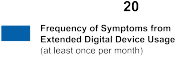 20
Frequency of Symptoms from
Extended Digital Device Usage
(at least once per month)